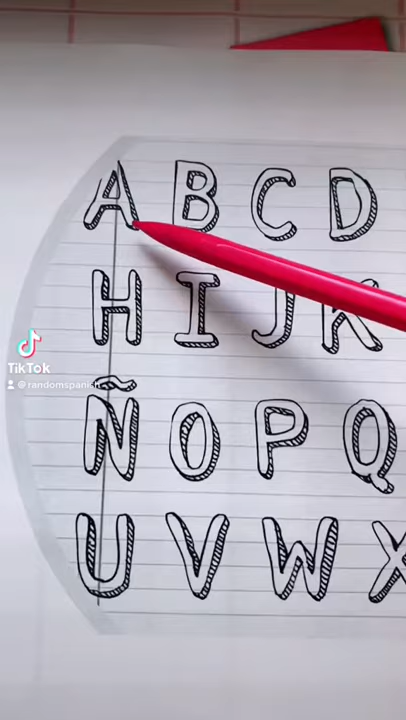 A B C D
H I J K
TikTok
@randomspanish
Ñ O P Q
U V W X